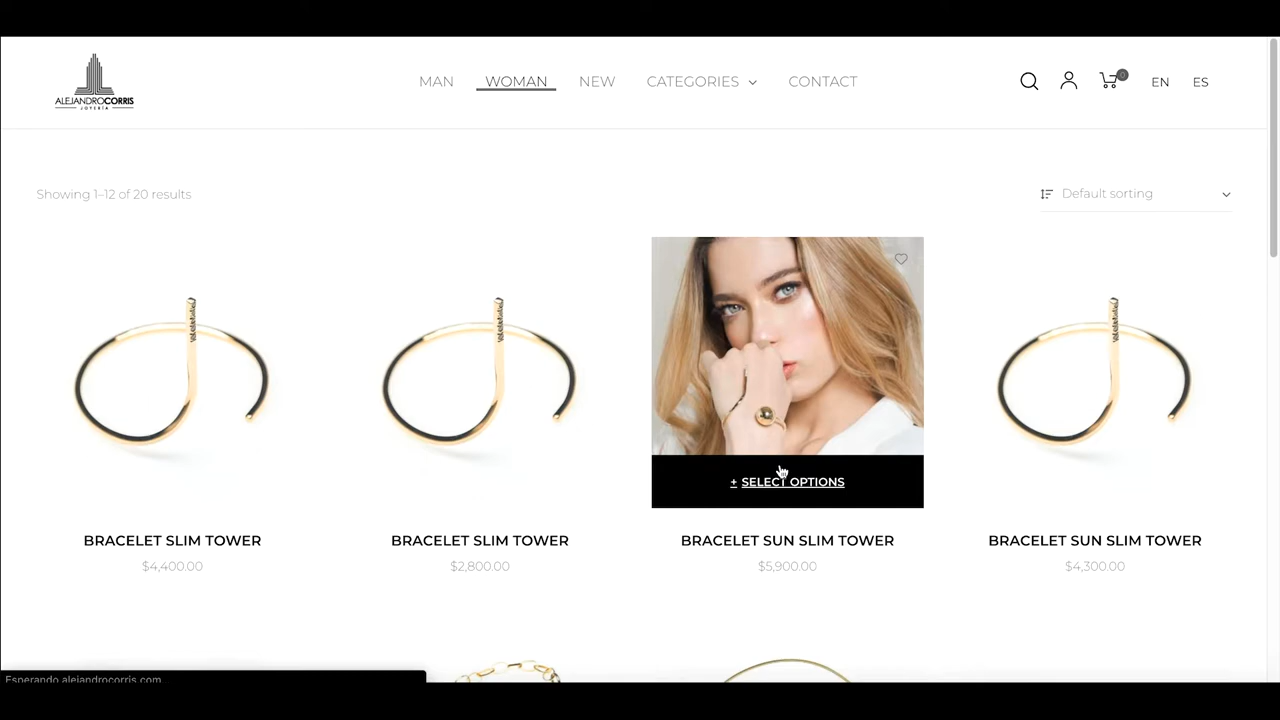 ALEJANDROCORRIS
JOYERÍA
MAN
WOMAN
NEW
CATEGORIES
CONTACT
0
EN
ES
Showing 1–12 of 20 results
Default sorting
+ SELECT OPTIONS
BRACELET SLIM TOWER
$4,400.00
BRACELET SLIM TOWER
$2,800.00
BRACELET SUN SLIM TOWER
$5,900.00
BRACELET SUN SLIM TOWER
$4,300.00
Esperando alejandrocorris.com...